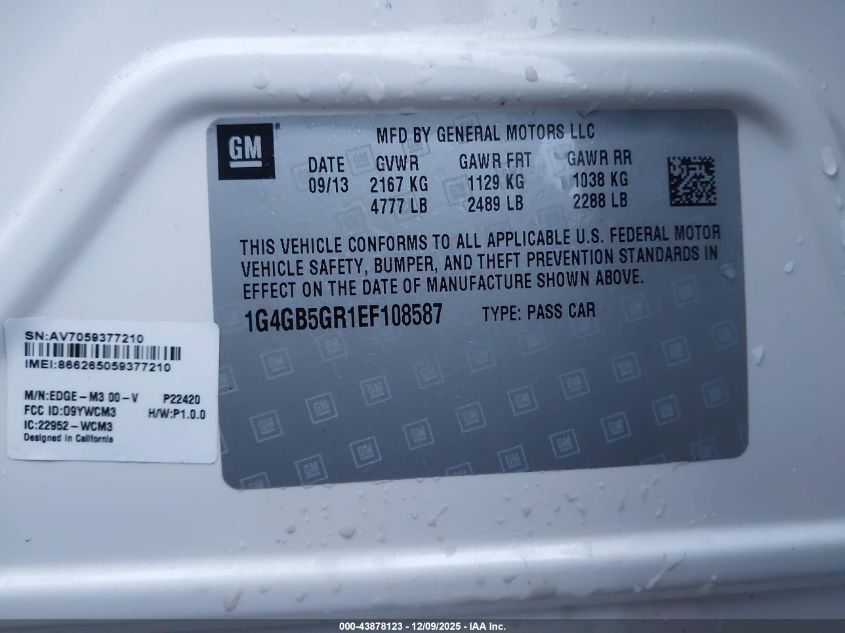 GM
MFD BY GENERAL MOTORS LLC
DATE GVWR GAWR FRT GAWR RR
09/13 2167 KG 1129 KG 1038 KG
4777 LB 2489 LB 2288 LB
THIS VEHICLE CONFORMS TO ALL APPLICABLE U.S. FEDERAL MOTOR
VEHICLE SAFETY, BUMPER, AND THEFT PREVENTION STANDARDS IN
EFFECT ON THE DATE OF MANUFACTURE SHOWN ABOVE.
1G4GB5GR1EF108587 TYPE: PASS CAR
SN:AV7059377210
IMEI:866265059377210
M/N:EDGE-M3 00-V P22420
FCC ID:O9YWCM3 H/W:P1.0.0
IC:22952-WCM3
Designed in California
000-43878123 - 12/09/2025 - IAA Inc.